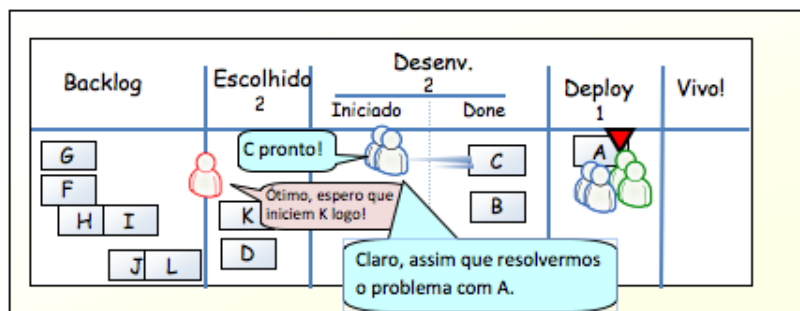 Backlog
Escolhido
2
Desenv.
2
Iniciado
Done
Deploy
1
Vivo!
G
F
H
I
J
L
C pronto!
Ótimo, espero que
iniciem K logo!
K
D
C
B
A
Claro, assim que resolvermos
o problema com A.